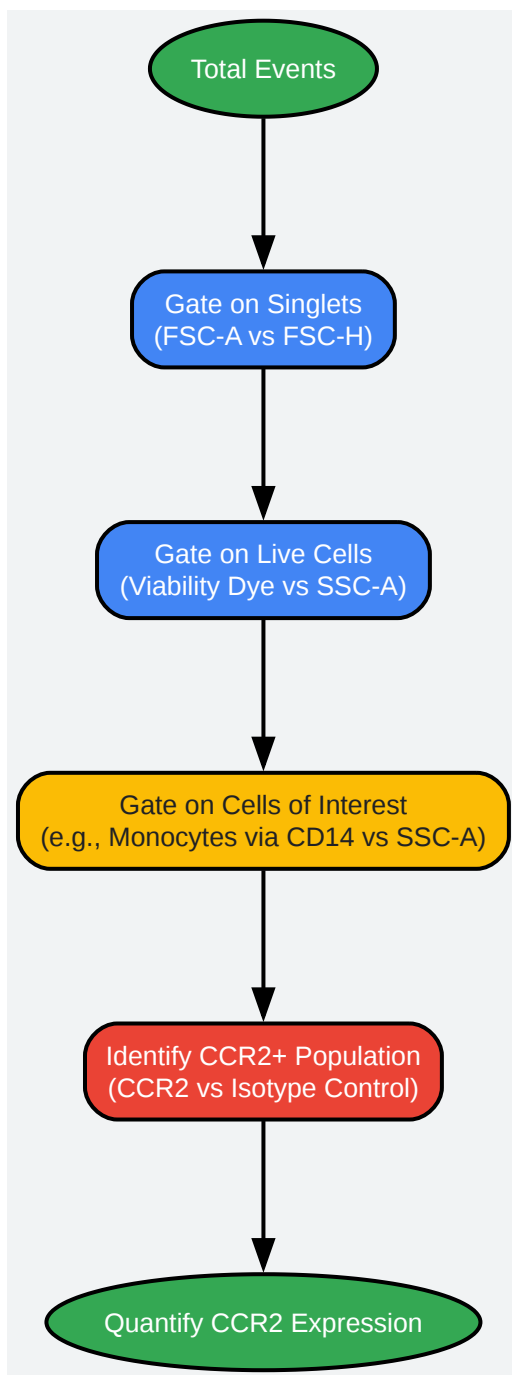 Total Events
Gate on Singlets
(FSC-A vs FSC-H)
Gate on Live Cells
(Viability Dye vs SSC-A)
Gate on Cells of Interest
(e.g., Monocytes via CD14 vs SSC-A)
Identify CCR2+ Population
(CCR2 vs Isotype Control)
Quantify CCR2 Expression